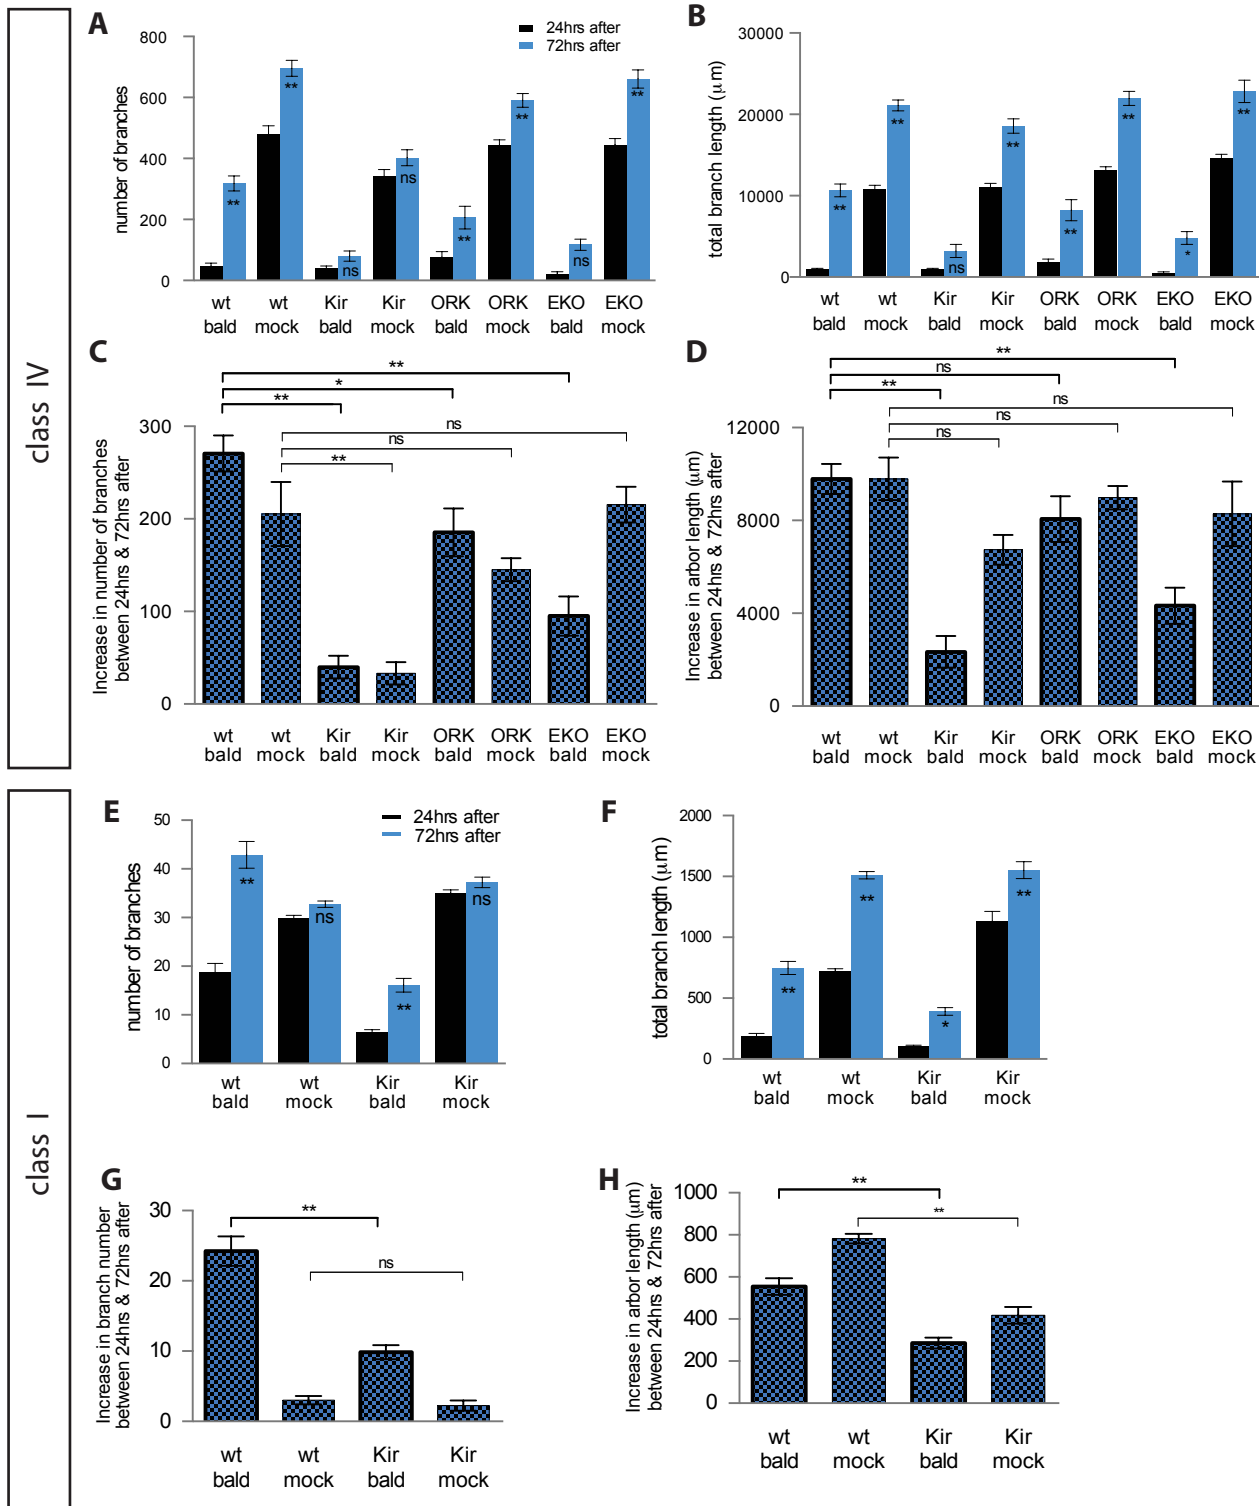 class IV
A
24hrs after
72hrs after
number of branches
800
600
400
200
0
**
**
ns
ns
**
**
ns
**
wt bald
wt mock
Kir bald
Kir mock
ORK bald
ORK mock
EKO bald
EKO mock
B
total branch length (μm)
30000
20000
10000
0
**
**
ns
**
**
**
*
**
wt bald
wt mock
Kir bald
Kir mock
ORK bald
ORK mock
EKO bald
EKO mock
C
Increase in number of branches
between 24hrs & 72hrs after
300
200
100
0
**
*
**
ns
ns
**
wt bald
wt mock
Kir bald
Kir mock
ORK bald
ORK mock
EKO bald
EKO mock
D
Increase in arbor length (μm)
between 24hrs & 72hrs after
12000
8000
4000
0
**
ns
**
ns
ns
ns
wt bald
wt mock
Kir bald
Kir mock
ORK bald
ORK mock
EKO bald
EKO mock
class I
E
24hrs after
72hrs after
number of branches
50
40
30
20
10
0
**
ns
**
ns
wt bald
wt mock
Kir bald
Kir mock
F
total branch length (μm)
2000
1500
1000
500
0
**
**
*
**
wt bald
wt mock
Kir bald
Kir mock
G
Increase in branch number
between 24hrs & 72hrs after
30
20
10
0
**
ns
wt bald
wt mock
Kir bald
Kir mock
H
Increase in arbor length (μm)
between 24hrs & 72hrs after
1000
800
600
400
200
0
**
**
wt bald
wt mock
Kir bald
Kir mock